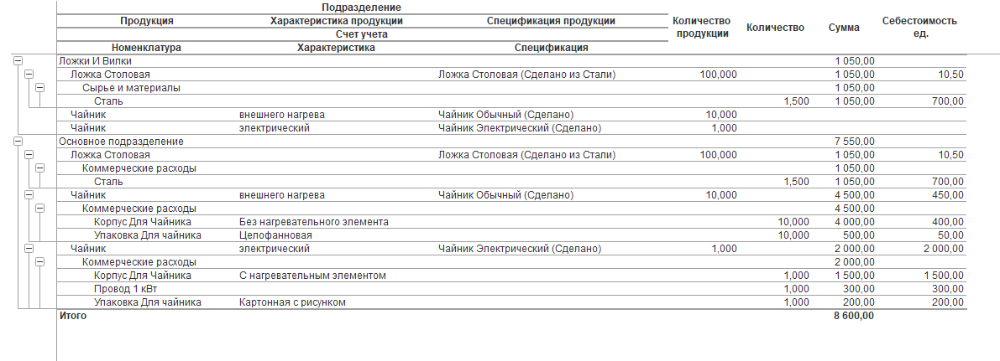 Подразделение
Продукция Характеристика продукции Спецификация продукции Количество продукции Количество Сумма Себестоимость ед.
Счет учета
Номенклатура Характеристика Спецификация
Ложки И Вилки 1 050,00
Ложка Столовая Ложка Столовая (Сделано из Стали) 100,000 1 050,00 10,50
Сырье и материалы 1 050,00
Сталь 1,500 1 050,00 700,00
Чайник внешнего нагрева Чайник Обычный (Сделано) 10,000
Чайник электрический Чайник Электрический (Сделано) 1,000
Основное подразделение 7 550,00
Ложка Столовая Ложка Столовая (Сделано из Стали) 100,000 1 050,00 10,50
Коммерческие расходы 1 050,00
Сталь 1,500 1 050,00 700,00
Чайник внешнего нагрева Чайник Обычный (Сделано) 10,000 4 500,00 450,00
Коммерческие расходы 4 500,00
Корпус Для Чайника Без нагревательного элемента 10,000 4 000,00 400,00
Упаковка Для чайника Целофанновая 10,000 500,00 50,00
Чайник электрический Чайник Электрический (Сделано) 1,000 2 000,00 2 000,00
Коммерческие расходы 2 000,00
Корпус Для Чайника С нагревательным элементом 1,000 1 500,00 1 500,00
Провод 1 кВт 1,000 300,00 300,00
Упаковка Для чайника Картонная с рисунком 1,000 200,00 200,00
Итого 8 600,00